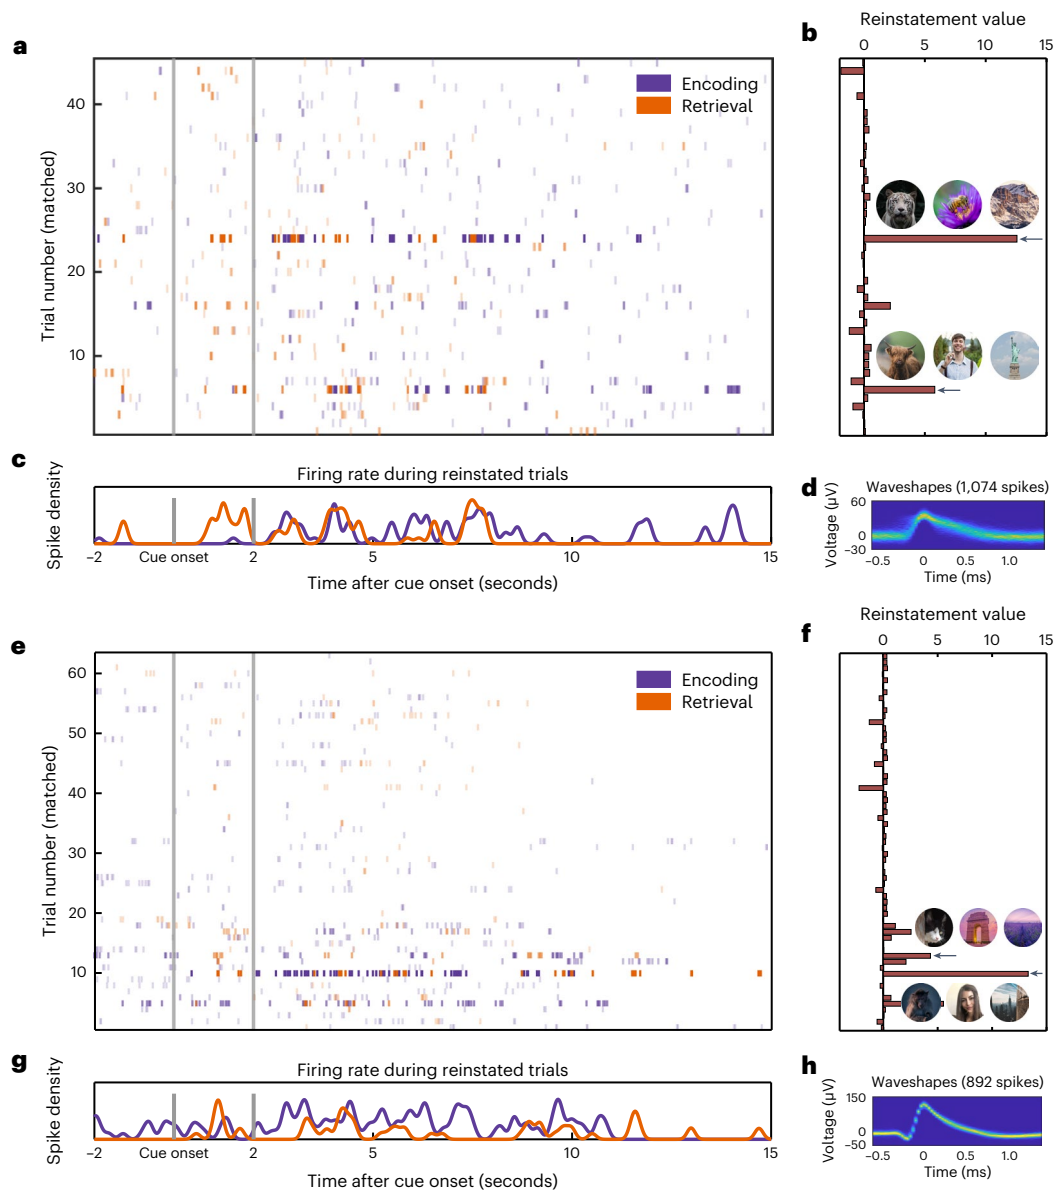 a
Trial number (matched)
40
30
20
10
Encoding
Retrieval
b
Reinstatement value
0 5 10 15
c
Spike density
Firing rate during reinstated trials
−2 Cue onset 2 5 10 15
Time after cue onset (seconds)
d
Waveshapes (1,074 spikes)
Voltage (µV)
60
0
−30
−0.5 0 0.5 1.0
Time (ms)
e
Trial number (matched)
60
50
40
30
20
10
Encoding
Retrieval
f
Reinstatement value
0 5 10 15
g
Spike density
Firing rate during reinstated trials
−2 Cue onset 2 5 10 15
Time after cue onset (seconds)
h
Waveshapes (892 spikes)
Voltage (µV)
150
0
−50
−0.5 0 0.5 1.0
Time (ms)